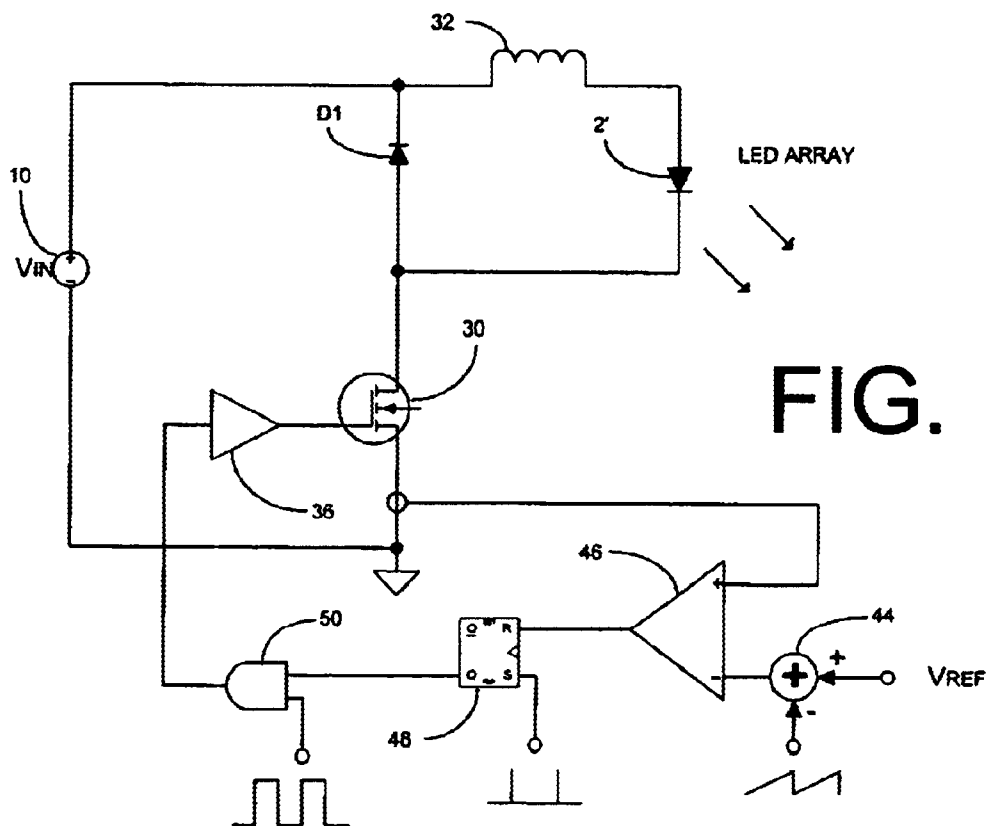 32
D1
2'
LED ARRAY
10
VIN
+
-
30
FIG.
36
46
50
44
Q R
Q S
+
-
+
+
-
VREF
48